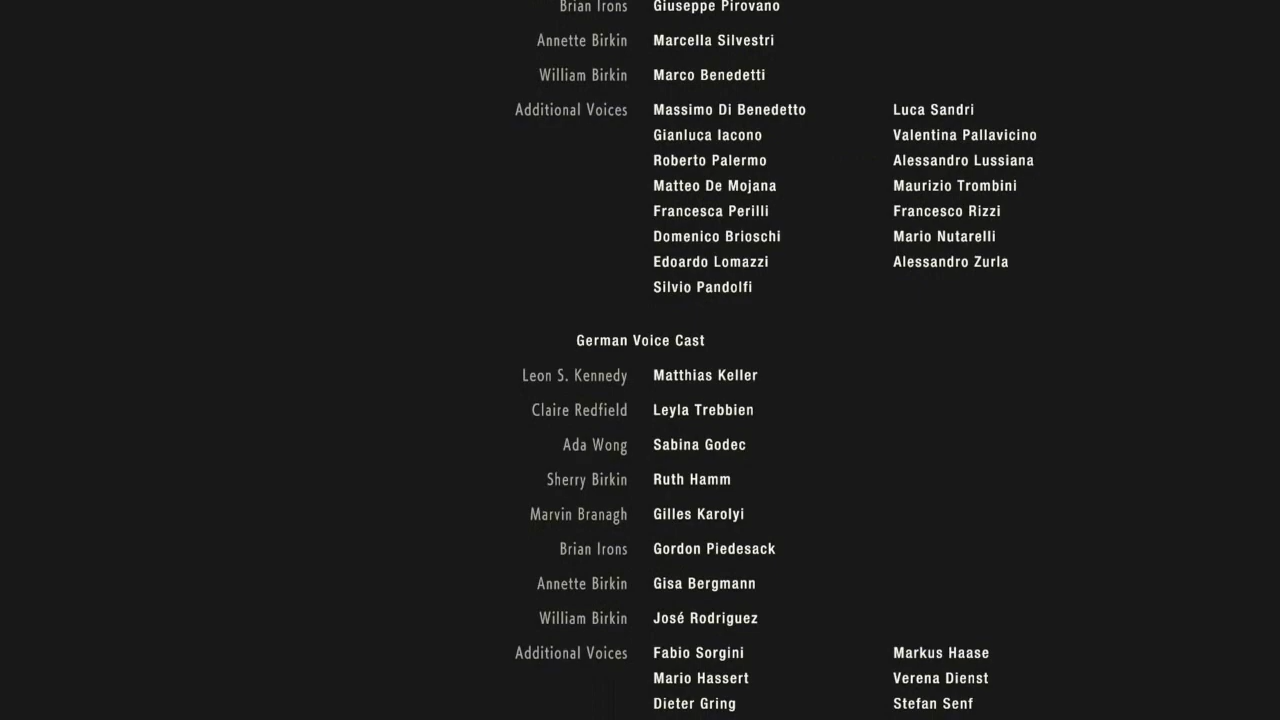 Brian Irons Giuseppe Pirovano
Annette Birkin Marcella Silvestri
William Birkin Marco Benedetti
Additional Voices Massimo Di Benedetto Luca Sandri
Gianluca Iacono Valentina Pallavicino
Roberto Palermo Alessandro Lussiana
Matteo De Mojana Maurizio Trombini
Francesca Perilli Francesco Rizzi
Domenico Brioschi Mario Nutarelli
Edoardo Lomazzi Alessandro Zurla
Silvio Pandolfi
German Voice Cast
Leon S. Kennedy Matthias Keller
Claire Redfield Leyla Trebbien
Ada Wong Sabina Godec
Sherry Birkin Ruth Hamm
Marvin Branagh Gilles Karolyi
Brian Irons Gordon Piedesack
Annette Birkin Gisa Bergmann
William Birkin José Rodriguez
Additional Voices Fabio Sorgini Markus Haase
Mario Hassert Verena Dienst
Dieter Gring Stefan Senf